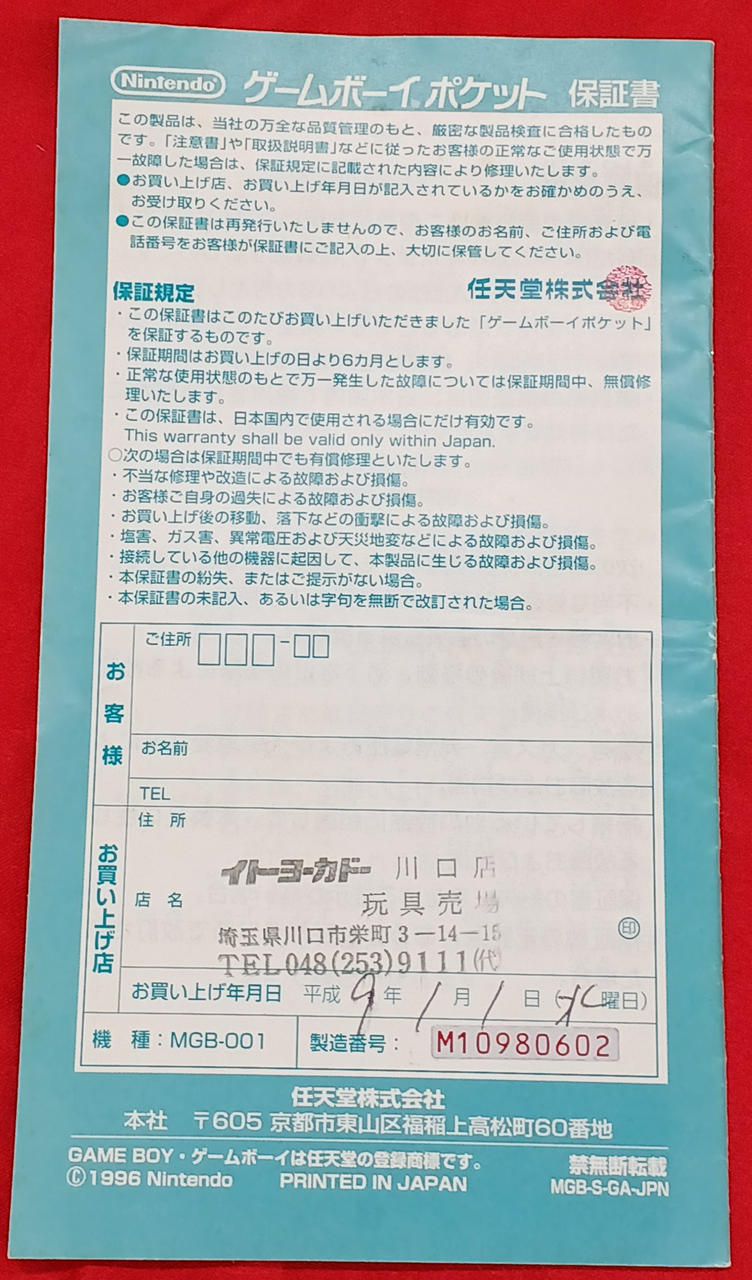 Nintendo ゲームボーイポケット 保証書
この製品は、当社の万全な品質管理のもと、厳密な製品検査に合格したもの
です。「注意書」や「取扱説明書」などに従ったお客様の正常なご使用状態で万
一故障した場合は、保証規定に記載された内容により修理いたします。
●お買い上げ店、お買い上げ年月日が記入されているかをお確かめのうえ、
お受け取りください。
●この保証書は再発行いたしませんので、お客様のお名前、ご住所および電
話番号をお客様が保証書にご記入の上、大切に保管してください。
任天堂株式会社
保証規定
・この保証書はこのたびお買い上げいただきました「ゲームボーイポケット」
を保証するものです。
・保証期間はお買い上げの日より6カ月とします。
・正常な使用状態のもとで万一発生した故障については保証期間中、無償修
理いたします。
・この保証書は、日本国内で使用される場合にだけ有効です。
This warranty shall be valid only within Japan.
○次の場合は保証期間中でも有償修理といたします。
・不当な修理や改造による故障および損傷。
・お客様ご自身の過失による故障および損傷。
・お買い上げ後の移動、落下などの衝撃による故障および損傷。
・塩害、ガス害、異常電圧および天災地変などによる故障および損傷。
・接続している他の機器に起因して、本製品に生じる故障および損傷。
・本保証書の紛失、またはご提示がない場合。
・本保証書の未記入、あるいは字句を無断で改訂された場合。
お客様
ご住所 □□□-□□
お名前
TEL
お買い上げ店
住 所
イトーヨーカドー 川口店
店 名
玩具売場
埼玉県川口市栄町3-14-15
印
TEL048(253)9111(代)
お買い上げ年月日 平成9年1月1日(水曜日)
機 種:MGB-001
製造番号: M10980602
任天堂株式会社
本社 〒605 京都市東山区福稲上高松町60番地
GAME BOY・ゲームボーイは任天堂の登録商標です。
禁無断転載
©1996 Nintendo PRINTED IN JAPAN
MGB-S-GA-JPN